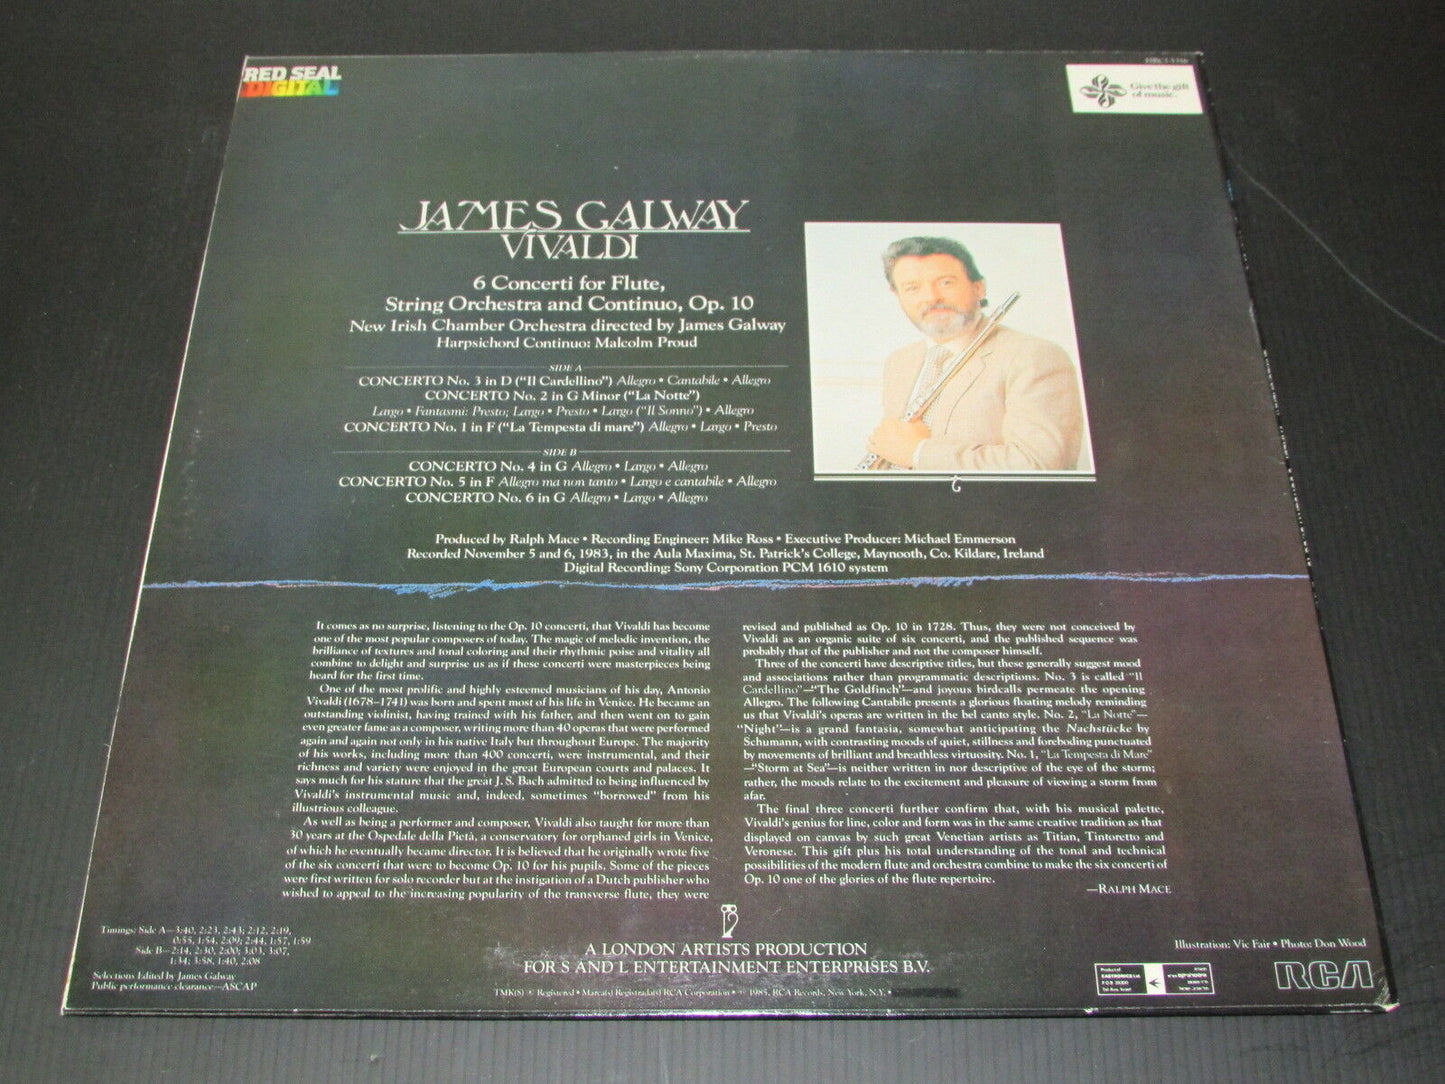 RED SEAL
DIGITAL
Give the gift
of music.
JAMES GALWAY
VIVALDI
6 Concerti for Flute,
String Orchestra and Continuo, Op. 10
New Irish Chamber Orchestra directed by James Galway
Harpsichord Continuo: Malcolm Proud
SIDE A
CONCERTO No. 3 in D ("Il Cardellino") Allegro • Cantabile • Allegro
CONCERTO No. 2 in G Minor ("La Notte")
Largo • Fantasmi: Presto; Largo • Presto • Largo ("Il Sonno") • Allegro
CONCERTO No. 1 in F ("La Tempesta di mare") Allegro • Largo • Presto
SIDE B
CONCERTO No. 4 in G Allegro • Largo • Allegro
CONCERTO No. 5 in F Allegro ma non tanto • Largo e cantabile • Allegro
CONCERTO No. 6 in G Allegro • Largo • Allegro
Produced by Ralph Mace • Recording Engineer: Mike Ross • Executive Producer: Michael Emmerson
Recorded November 5 and 6, 1983, in the Aula Maxima, St. Patrick's College, Maynooth, Co. Kildare, Ireland
Digital Recording: Sony Corporation PCM 1610 system
It comes as no surprise, listening to the Op. 10 concerti, that Vivaldi has become
one of the most popular composers of today. The magic of melodic invention, the
brilliance of textures and tonal coloring and their rhythmic poise and vitality all
combine to delight and surprise us as if these concerti were masterpieces being
heard for the first time.
One of the most prolific and highly esteemed musicians of his day, Antonio
Vivaldi (1678–1741) was born and spent most of his life in Venice. He became an
outstanding violinist, having trained with his father, and then went on to gain
even greater fame as a composer, writing more than 40 operas that were performed
again and again not only in his native Italy but throughout Europe. The majority
of his works, including more than 400 concerti, were instrumental, and their
richness and variety were enjoyed in the great European courts and palaces. It
says much for his stature that the great J. S. Bach admitted to being influenced by
Vivaldi's instrumental music and, indeed, sometimes "borrowed" from his
illustrious colleague.
As well as being a performer and composer, Vivaldi also taught for more than
30 years at the Ospedale della Pietà, a conservatory for orphaned girls in Venice,
of which he eventually became director. It is believed that he originally wrote five
of the six concerti that were to become Op. 10 for his pupils. Some of the pieces
were first written for solo recorder but at the instigation of a Dutch publisher who
wished to appeal to the increasing popularity of the transverse flute, they were
revised and published as Op. 10 in 1728. Thus, they were not conceived by
Vivaldi as an organic suite of six concerti, and the published sequence was
probably that of the publisher and not the composer himself.
Three of the concerti have descriptive titles, but these generally suggest mood
and associations rather than programmatic descriptions. No. 3 is called "Il
Cardellino"—"The Goldfinch"—and joyous birdcalls permeate the opening
Allegro. The following Cantabile presents a glorious floating melody reminding
us that Vivaldi's operas are written in the bel canto style. No. 2, "La Notte"—
"Night"—is a grand fantasia, somewhat anticipating the Nachstücke by
Schumann, with contrasting moods of quiet, stillness and foreboding punctuated
by movements of brilliant and breathless virtuosity. No. 1, "La Tempesta di Mare"
—"Storm at Sea"—is neither written in nor descriptive of the eye of the storm;
rather, the moods relate to the excitement and pleasure of viewing a storm from
afar.
The final three concerti further confirm that, with his musical palette,
Vivaldi's genius for line, color and form was in the same creative tradition as that
displayed on canvas by such great Venetian artists as Titian, Tintoretto and
Veronese. This gift plus his total understanding of the tonal and technical
possibilities of the modern flute and orchestra combine to make the six concerti of
Op. 10 one of the glories of the flute repertoire.
—RALPH MACE
Timings: Side A—3:40, 2:23, 2:43; 2:12, 2:19,
0:55, 1:54, 2:09; 2:44, 1:57, 1:59
Side B—2:14, 2:30, 2:00; 3:03, 3:07,
1:34; 3:58, 1:40, 2:08
Selections Edited by James Galway
Public performance clearance—ASCAP
A LONDON ARTISTS PRODUCTION
FOR S AND L ENTERTAINMENT ENTERPRISES B.V.
TMK(S) ® Registered • Marca(s) Registrada(s) RCA Corporation • 1985, RCA Records, New York, N.Y. •
Illustration: Vic Fair • Photo: Don Wood
Product of
EASTRONICS Ltd
Tel Aviv, Israel
RCA